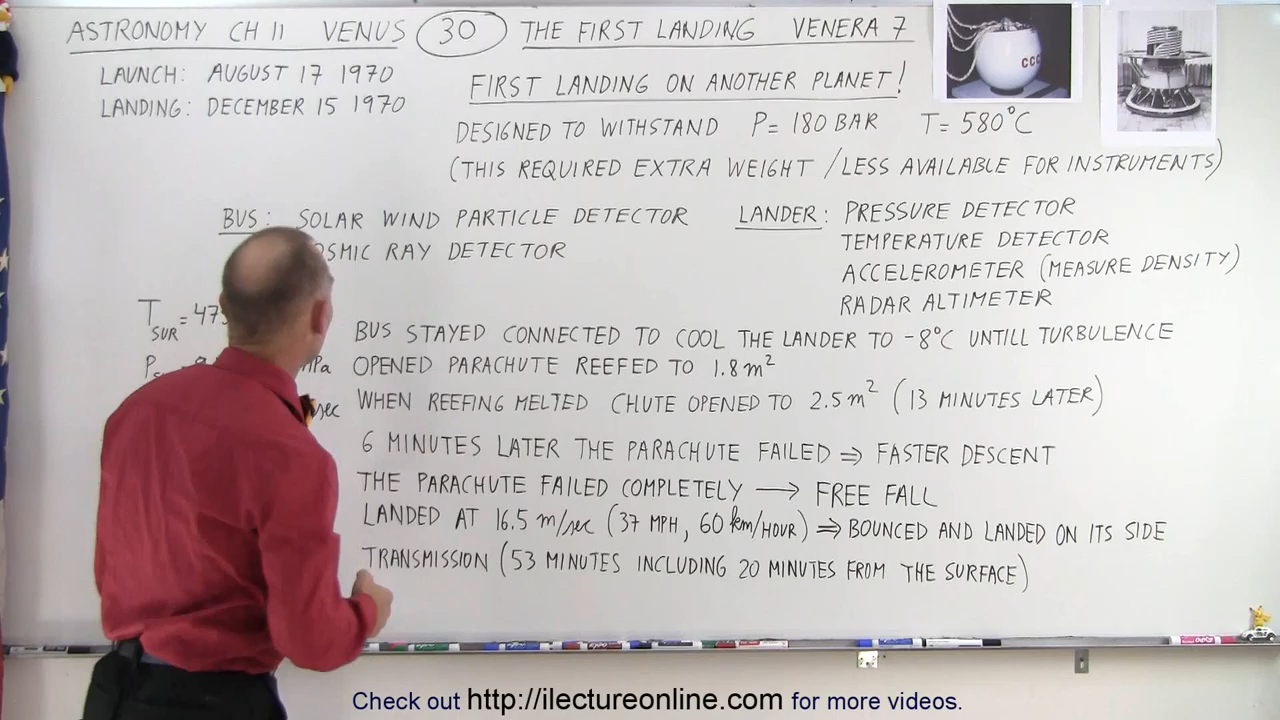 ASTRONOMY CH 11 VENUS 30 THE FIRST LANDING VENERA 7
LAUNCH: AUGUST 17 1970
LANDING: DECEMBER 15 1970
FIRST LANDING ON ANOTHER PLANET!
DESIGNED TO WITHSTAND P = 180 BAR T = 580°C
(THIS REQUIRED EXTRA WEIGHT / LESS AVAILABLE FOR INSTRUMENTS)
BUS: SOLAR WIND PARTICLE DETECTOR
RAY DETECTOR
LANDER: PRESSURE DETECTOR
TEMPERATURE DETECTOR
ACCELEROMETER (MEASURE DENSITY)
RADAR ALTIMETER
T SUR = 47
BUS STAYED CONNECTED TO COOL THE LANDER TO -8°C UNTILL TURBULENCE
OPENED PARACHUTE REEFED TO 1.8 m²
sec WHEN REEFING MELTED CHUTE OPENED TO 2.5 m² (13 MINUTES LATER)
6 MINUTES LATER THE PARACHUTE FAILED ⇒ FASTER DESCENT
THE PARACHUTE FAILED COMPLETELY → FREE FALL
LANDED AT 16.5 m/sec (37 MPH, 60 km/HOUR) ⇒ BOUNCED AND LANDED ON ITS SIDE
TRANSMISSION (53 MINUTES INCLUDING 20 MINUTES FROM THE SURFACE)
Check out http://ilectureonline.com for more videos.